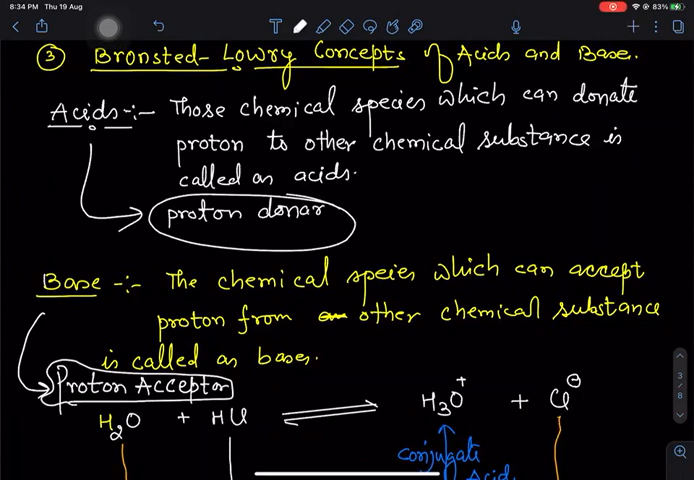 8:34 PM Thu 19 Aug
83%
③ Bronsted-Lowry Concepts of Acids and Base.
Acids :- Those chemical species which can donate
proton to other chemical substance is
called as acids.
proton donar
Base :- The chemical speies which can accept
proton from other chemical substance
is called as bases.
Proton Acceptor
H₂O + HCl ⇌ H₃O⁺ + Cl⊖
conjugate
Acid
3
8